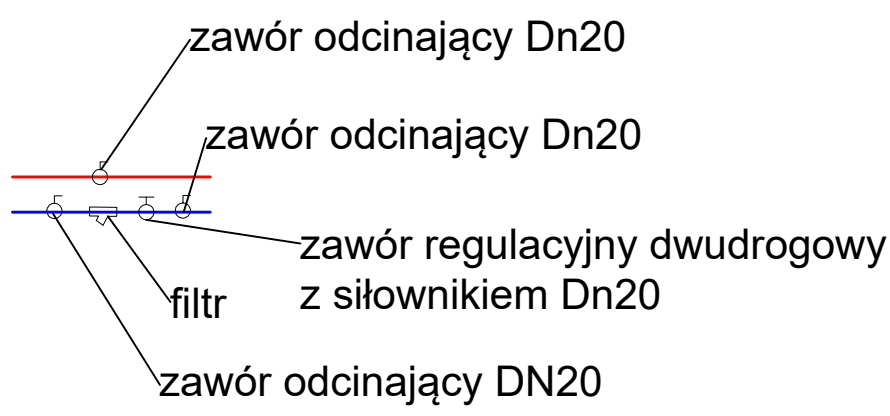 zawór odcinający Dn20
zawór odcinający Dn20
zawór regulacyjny dwudrogowy
z siłownikiem Dn20
filtr
zawór odcinający DN20